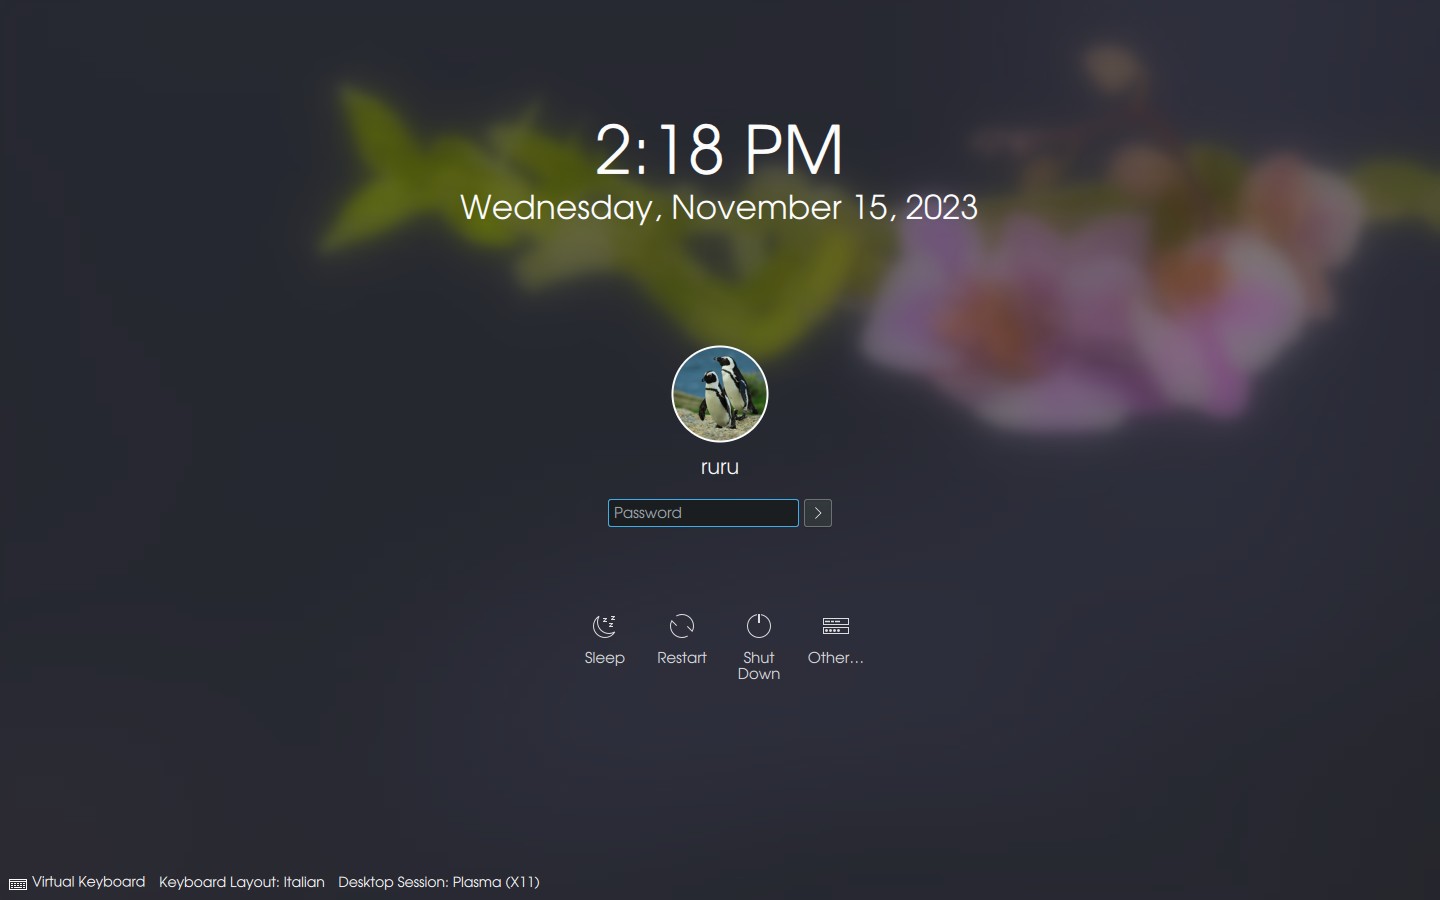 2:18 PM
Wednesday, November 15, 2023
ruru
Password
Sleep
Restart
Shut
Down
Other...
Virtual Keyboard
Keyboard Layout: Italian
Desktop Session: Plasma (X11)